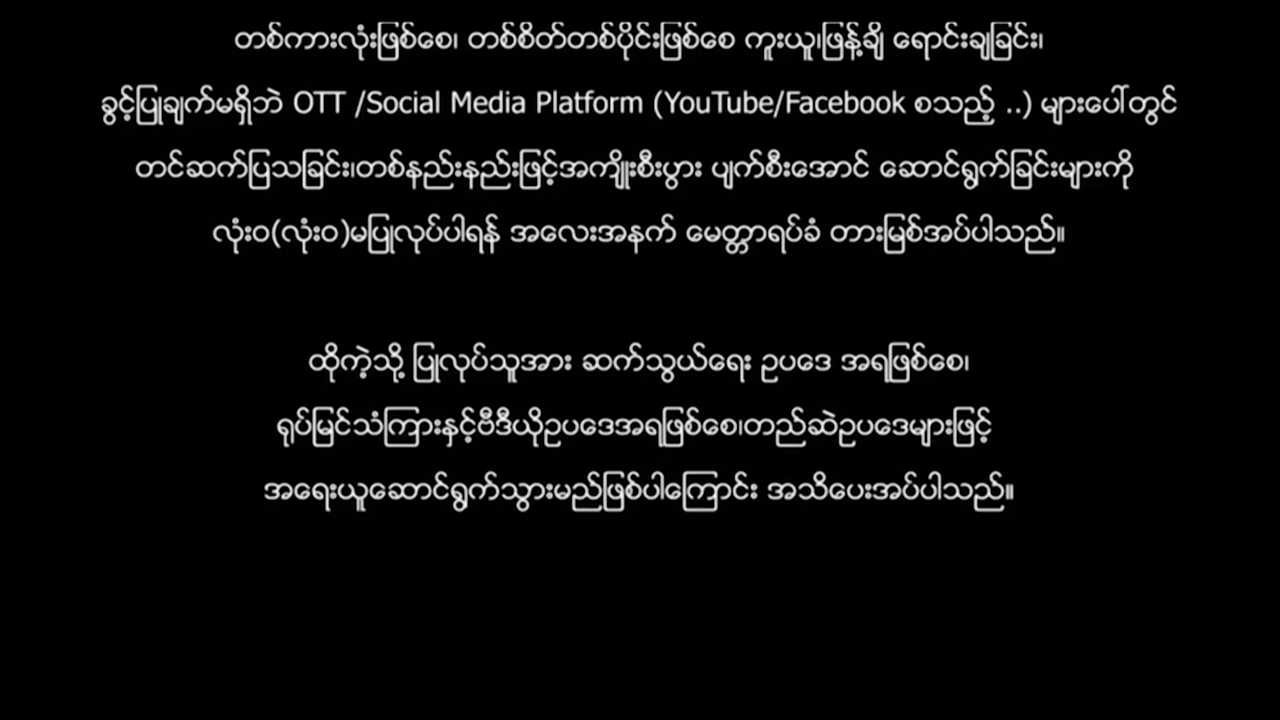 တစ်ကားလုံးဖြစ်စေ၊ တစ်စိတ်တစ်ပိုင်းဖြစ်စေ ကူးယူ၊ဖြန့်ချိ ရောင်းချခြင်း၊
ခွင့်ပြုချက်မရှိဘဲ OTT /Social Media Platform (YouTube/Facebook စသည့် ..) များပေါ်တွင်
တင်ဆက်ပြသခြင်း၊တစ်နည်းနည်းဖြင့်အကျိုးစီးပွား ပျက်စီးအောင် ဆောင်ရွက်ခြင်းများကို
လုံးဝ(လုံးဝ)မပြုလုပ်ပါရန် အလေးအနက် မေတ္တာရပ်ခံ တားမြစ်အပ်ပါသည်။
ထိုကဲ့သို့ ပြုလုပ်သူအား ဆက်သွယ်ရေး ဥပဒေ အရဖြစ်စေ၊
ရုပ်မြင်သံကြားနှင့်ဗီဒီယိုဥပဒေအရဖြစ်စေ၊တည်ဆဲဥပဒေများဖြင့်
အရေးယူဆောင်ရွက်သွားမည်ဖြစ်ပါကြောင်း အသိပေးအပ်ပါသည်။